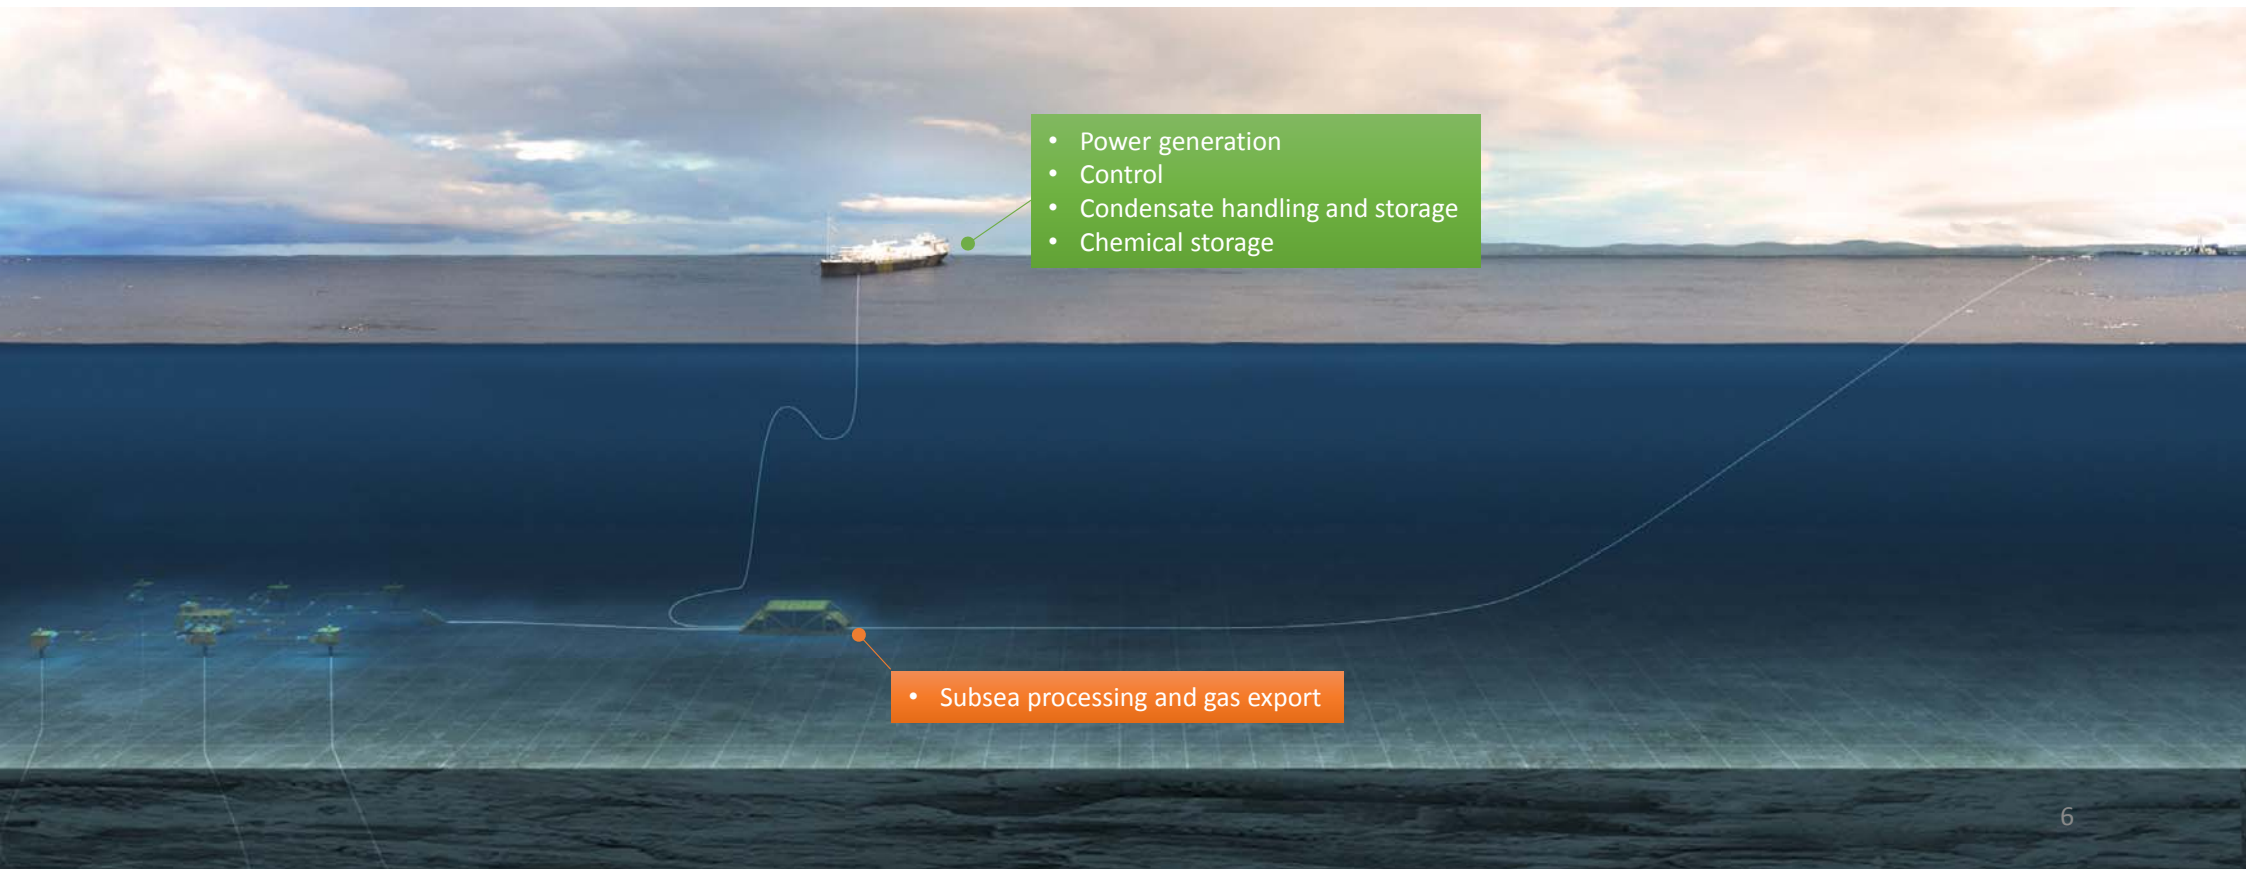 • Power generation
• Control
• Condensate handling and storage
• Chemical storage
• Subsea processing and gas export
6